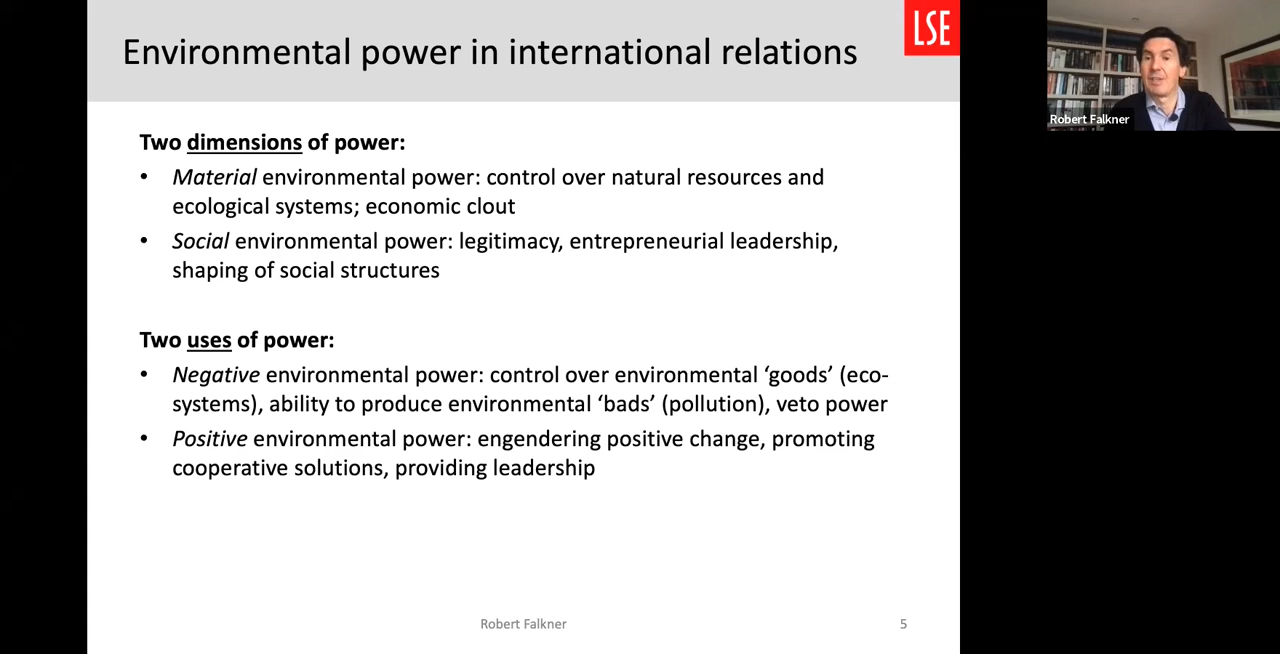 Environmental power in international relations
LSE
Robert Falkner
Two dimensions of power:
• Material environmental power: control over natural resources and
ecological systems; economic clout
• Social environmental power: legitimacy, entrepreneurial leadership,
shaping of social structures
Two uses of power:
• Negative environmental power: control over environmental ‘goods’ (eco-
systems), ability to produce environmental ‘bads’ (pollution), veto power
• Positive environmental power: engendering positive change, promoting
cooperative solutions, providing leadership
Robert Falkner
5